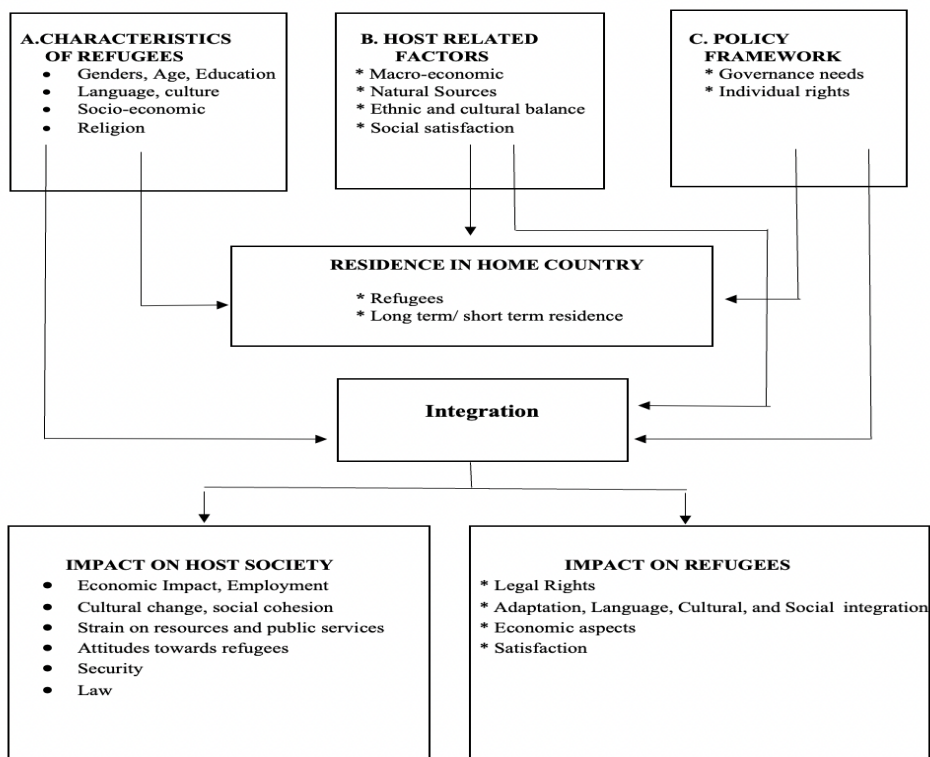 A.CHARACTERISTICS
OF REFUGEES
● Genders, Age, Education
● Language, culture
● Socio-economic
● Religion
B. HOST RELATED
FACTORS
* Macro-economic
* Natural Sources
* Ethnic and cultural balance
* Social satisfaction
C. POLICY
FRAMEWORK
* Governance needs
* Individual rights
RESIDENCE IN HOME COUNTRY
* Refugees
* Long term/ short term residence
Integration
IMPACT ON HOST SOCIETY
● Economic Impact, Employment
● Cultural change, social cohesion
● Strain on resources and public services
● Attitudes towards refugees
● Security
● Law
IMPACT ON REFUGEES
* Legal Rights
* Adaptation, Language, Cultural, and Social integration
* Economic aspects
* Satisfaction